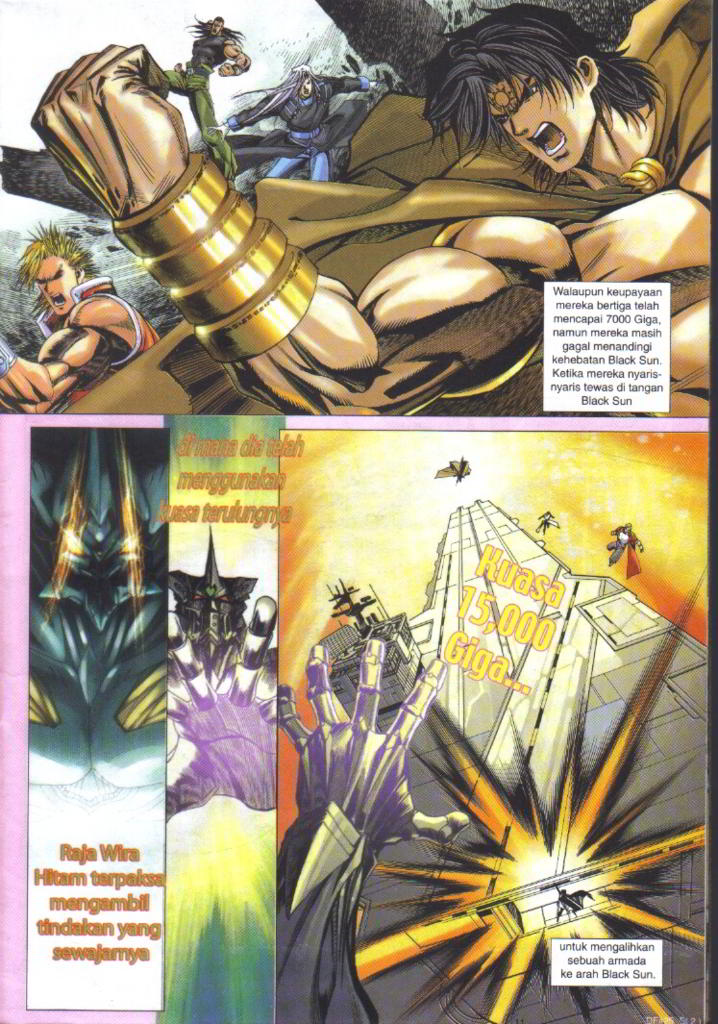 Walaupun keupayaan
mereka bertiga telah
mencapai 7000 Giga,
namun mereka masih
gagal menandingi
kehebatan Black Sun.
Ketika mereka nyaris-
nyaris tewas di tangan
Black Sun
Raja Wira
Hitam terpaksa
mengambil
tindakan yang
sewajarnya
di mana dia telah
menggunakan
kuasa terulungnya
Kuasa
15,000
Giga...
untuk mengalihkan
sebuah armada
ke arah Black Sun.
11